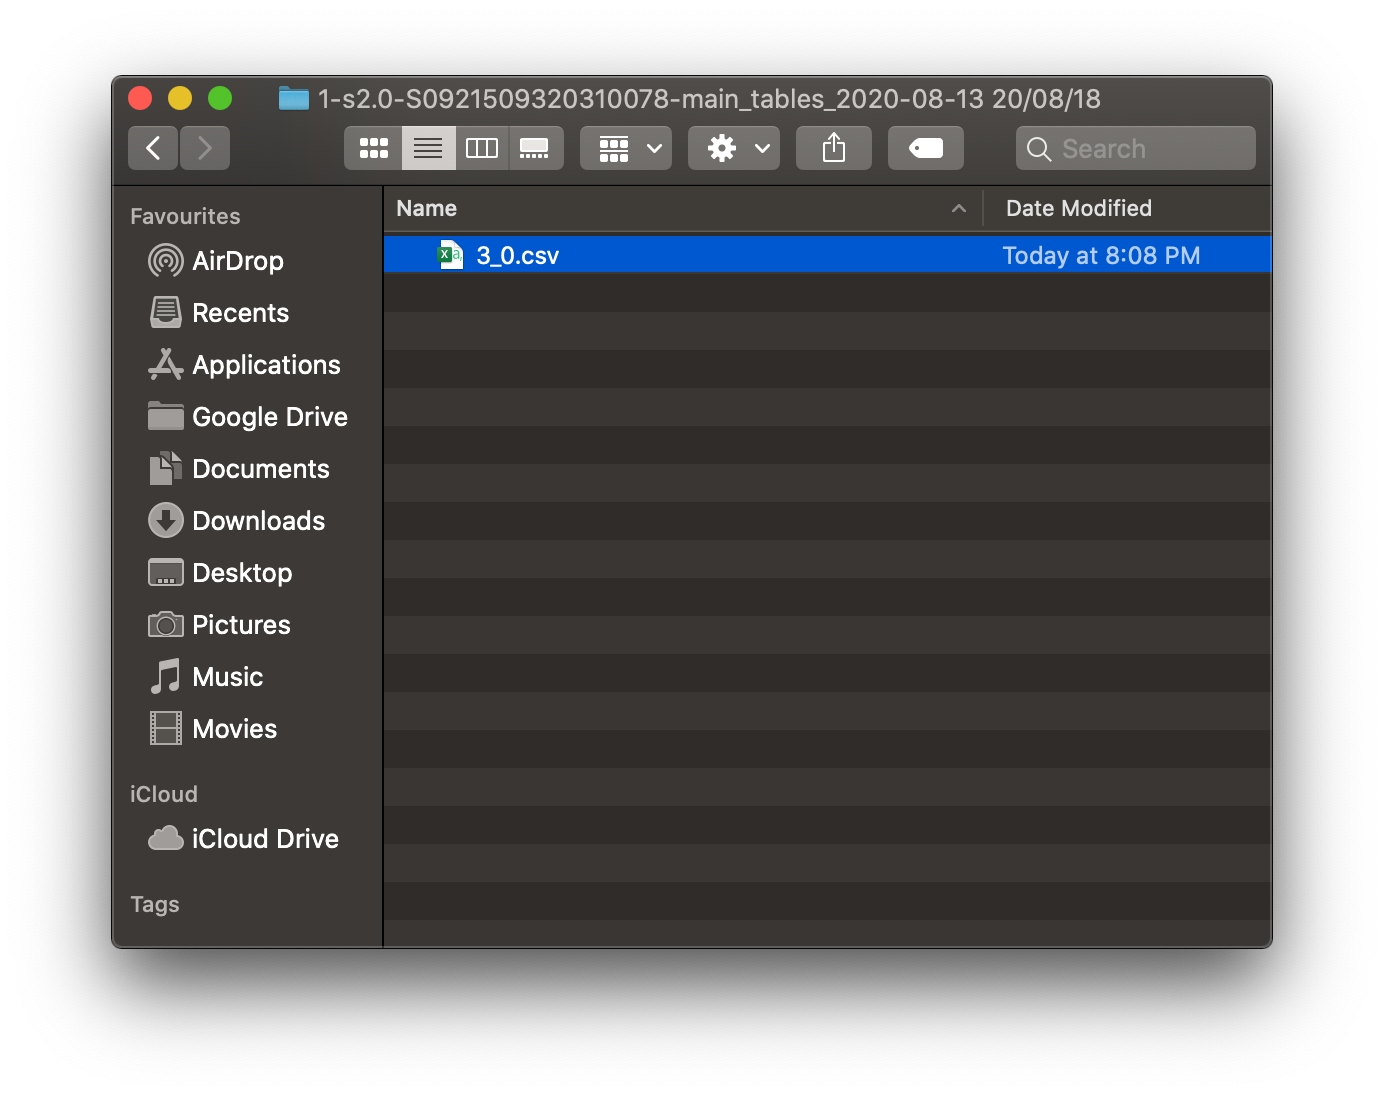 1-s2.0-S0921509320310078-main_tables_2020-08-13 20/08/18
Search
Favourites
AirDrop
Recents
Applications
Google Drive
Documents
Downloads
Desktop
Pictures
Music
Movies
iCloud
iCloud Drive
Tags
Name Date Modified
3_0.csv Today at 8:08 PM